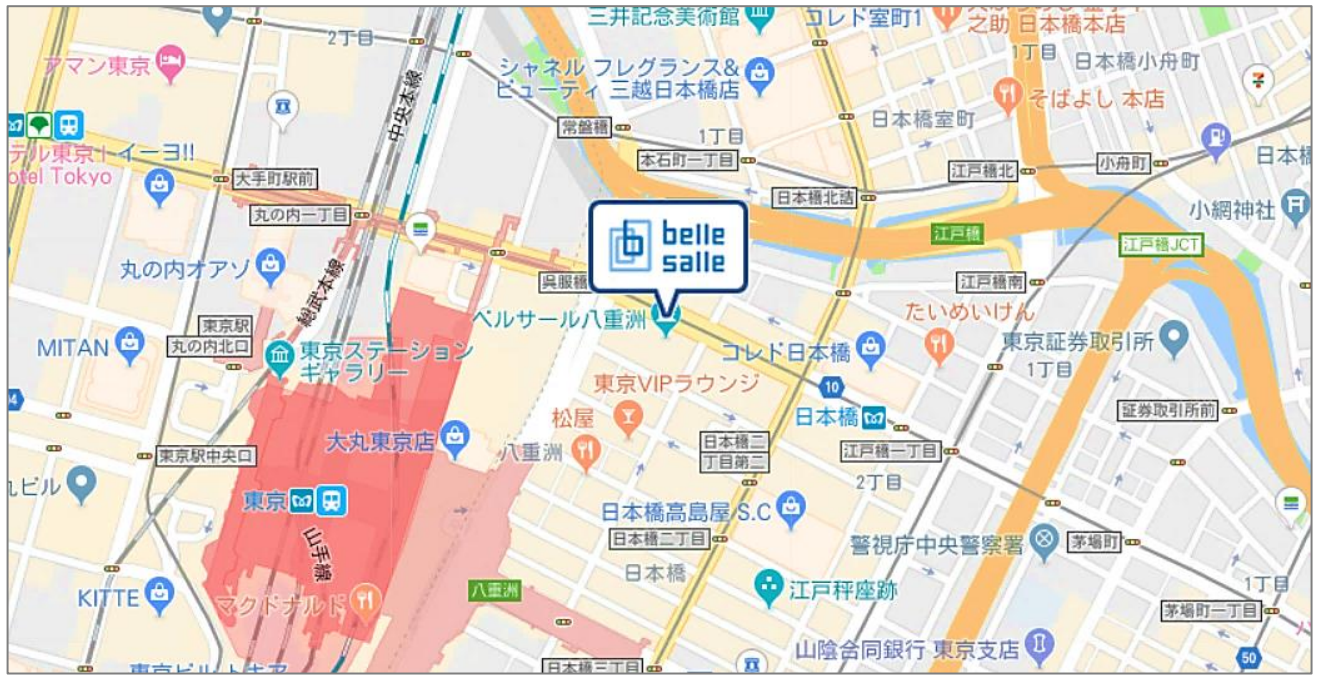 三井記念美術館
コレド室町1
之助 日本橋本店
2丁目
アマン東京
中央本線
シャネル フレグランス&
ビューティ 三越日本橋店
1丁目
日本橋小舟町
そばよし 本店
日本橋室町
常盤橋
1丁目
本石町一丁目
小舟町
江戸橋北
日本橋北詰
テル東京
イーヨ!!
otel Tokyo
大手町駅前
丸の内一丁目
小網神社
江戸橋
江戸橋JCT
belle
salle
丸の内オアゾ
総武本線
呉服橋
江戸橋南
たいめいけん
ベルサール八重洲
東京駅
丸の内北口
MITAN
東京ステーション
ギャラリー
コレド日本橋
東京証券取引所
1丁目
東京VIPラウンジ
10
松屋
日本橋
証券取引所前
大丸東京店
八重洲
日本橋二
丁目第二
江戸橋一丁目
東京駅中央口
2丁目
丸ビル
東京
日本橋高島屋 S.C
日本橋二丁目
警視庁中央警察署
茅場町
山手線
日本橋
江戸秤座跡
1丁目
KITTE
マクドナルド
八重洲
茅場町一丁目
山陰合同銀行 東京支店
50
日本橋三丁目